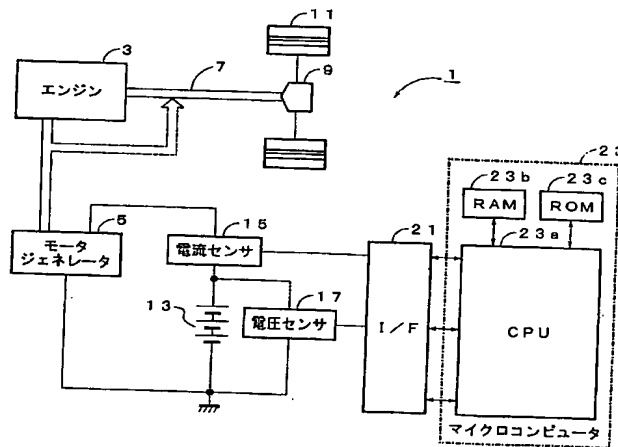 １１
３
７
９
１
エンジン
２３
２３ｂ
２３ｃ
RAM
ROM
５
１５
２１
２３ａ
モータ
ジェネレータ
電流センサ
１３
１７
電圧センサ
I／F
CPU
マイクロコンピュータ